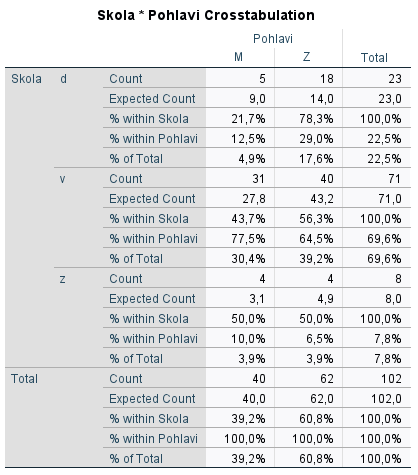 Skola * Pohlavi Crosstabulation
Pohlavi
M Z Total
Skola d Count 5 18 23
Expected Count 9,0 14,0 23,0
% within Skola 21,7% 78,3% 100,0%
% within Pohlavi 12,5% 29,0% 22,5%
% of Total 4,9% 17,6% 22,5%
v Count 31 40 71
Expected Count 27,8 43,2 71,0
% within Skola 43,7% 56,3% 100,0%
% within Pohlavi 77,5% 64,5% 69,6%
% of Total 30,4% 39,2% 69,6%
z Count 4 4 8
Expected Count 3,1 4,9 8,0
% within Skola 50,0% 50,0% 100,0%
% within Pohlavi 10,0% 6,5% 7,8%
% of Total 3,9% 3,9% 7,8%
Total Count 40 62 102
Expected Count 40,0 62,0 102,0
% within Skola 39,2% 60,8% 100,0%
% within Pohlavi 100,0% 100,0% 100,0%
% of Total 39,2% 60,8% 100,0%